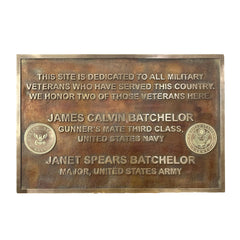 THIS SITE IS DEDICATED TO ALL MILITARY
VETERANS WHO HAVE SERVED THIS COUNTRY.
WE HONOR TWO OF THOSE VETERANS HERE.
JAMES CALVIN BATCHELOR
GUNNER'S MATE THIRD CLASS,
UNITED STATES NAVY
JANET SPEARS BATCHELOR
MAJOR, UNITED STATES ARMY